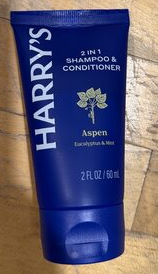 HARRY'S
2 IN 1
SHAMPOO &
CONDITIONER
Aspen
Eucalyptus & Mint
2 FL OZ / 60 mL